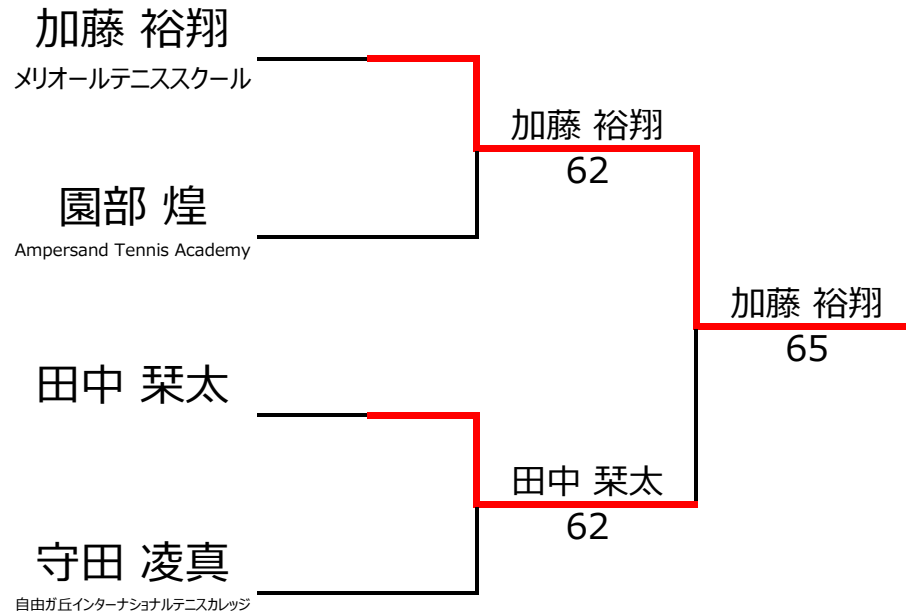 加藤 裕翔
メリオールテニススクール
園部 煌
Ampersand Tennis Academy
田中 栞太
守田 凌真
自由ガ丘インターナショナルテニスカレッジ
加藤 裕翔
62
田中 栞太
62
加藤 裕翔
65